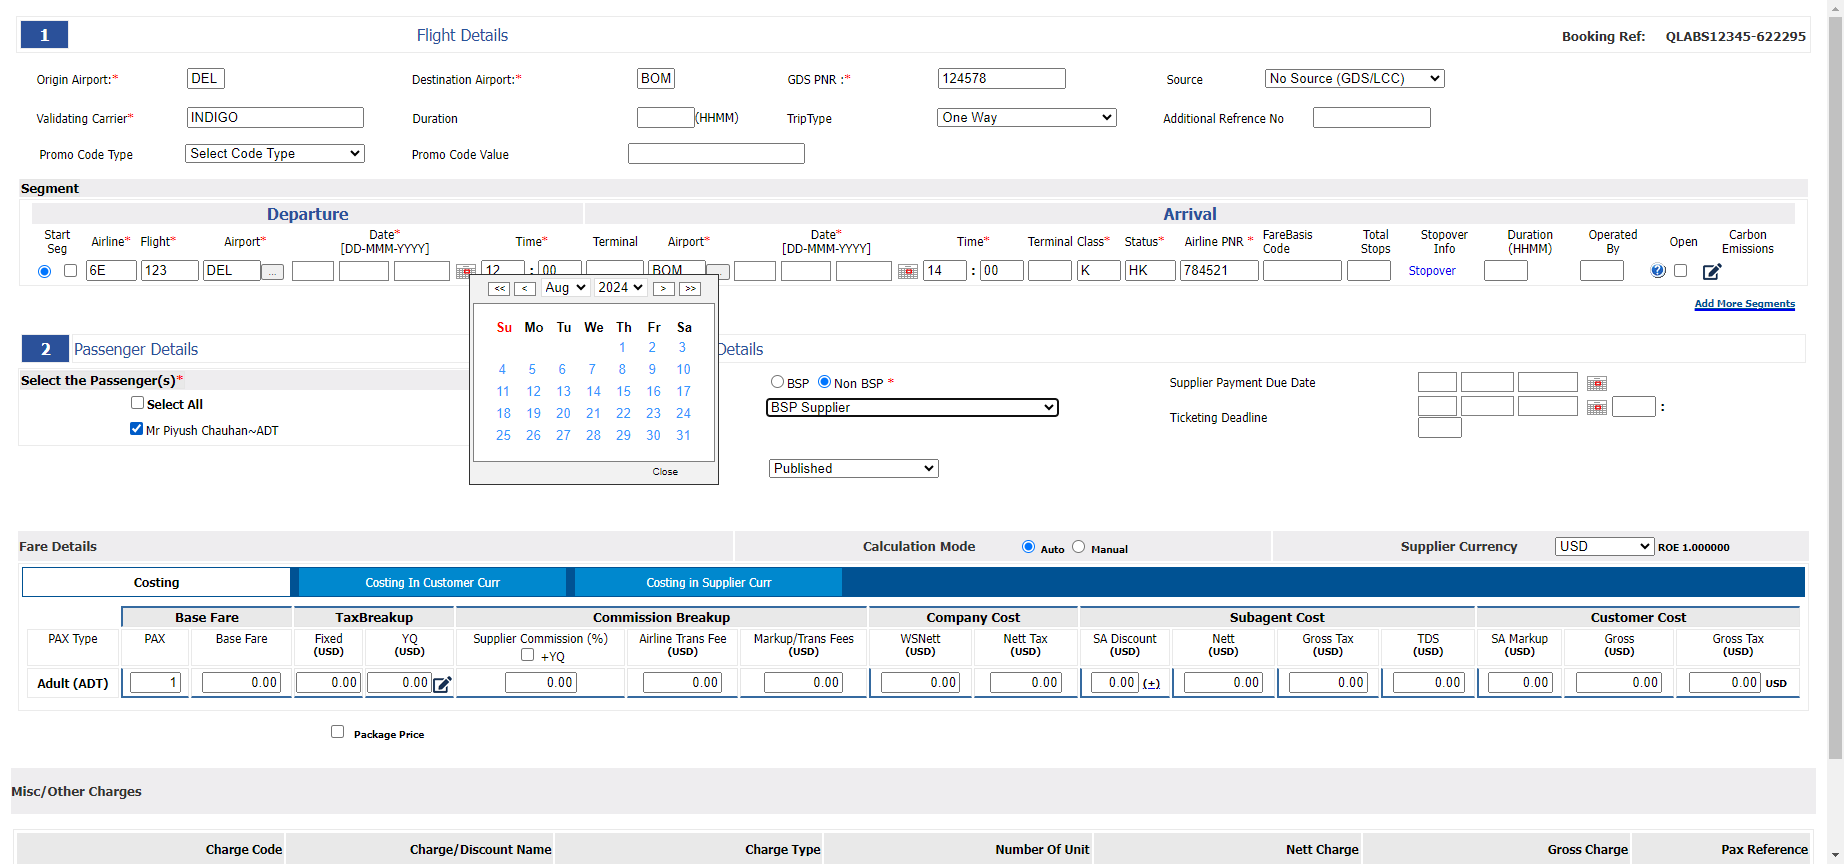 1 Flight Details Booking Ref: QLABS12345-622295
Origin Airport:* DEL Destination Airport:* BOM GDS PNR :* 124578 Source No Source (GDS/LCC)
Validating Carrier* INDIGO Duration (HHMM) TripType One Way Additional Refrence No
Promo Code Type Select Code Type Promo Code Value
Segment
Departure Arrival
Start Seg Airline* Flight* Airport* Date* [DD-MMM-YYYY] Time* Terminal Airport* Date* [DD-MMM-YYYY] Time* Terminal Class* Status* Airline PNR * FareBasis Code Total Stops Stopover Info Duration (HHMM) Operated By Open Carbon Emissions
6E 123 DEL ... 12 : 00 BOM ... 14 : 00 K HK 784521 Stopover ?
Add More Segments
<< < Aug 2024 > >>
Su Mo Tu We Th Fr Sa
1 2 3
4 5 6 7 8 9 10
11 12 13 14 15 16 17
18 19 20 21 22 23 24
25 26 27 28 29 30 31
Close
2 Passenger Details Details
Select the Passenger(s)*
Select All
Mr Piyush Chauhan~ADT
BSP Non BSP *
BSP Supplier
Published
Supplier Payment Due Date
Ticketing Deadline :
Fare Details Calculation Mode Auto Manual Supplier Currency USD ROE 1.000000
Costing Costing In Customer Curr Costing in Supplier Curr
Base Fare TaxBreakup Commission Breakup Company Cost Subagent Cost Customer Cost
PAX Type PAX Base Fare Fixed (USD) YQ (USD) Supplier Commission (%) +YQ Airline Trans Fee (USD) Markup/Trans Fees (USD) WSNett (USD) Nett Tax (USD) SA Discount (USD) Nett (USD) Gross Tax (USD) TDS (USD) SA Markup (USD) Gross (USD) Gross Tax (USD)
Adult (ADT) 1 0.00 0.00 0.00 0.00 0.00 0.00 0.00 0.00 0.00 (+) 0.00 0.00 0.00 0.00 0.00 0.00 USD
Package Price
Misc/Other Charges
Charge Code Charge/Discount Name Charge Type Number Of Unit Nett Charge Gross Charge Pax Reference